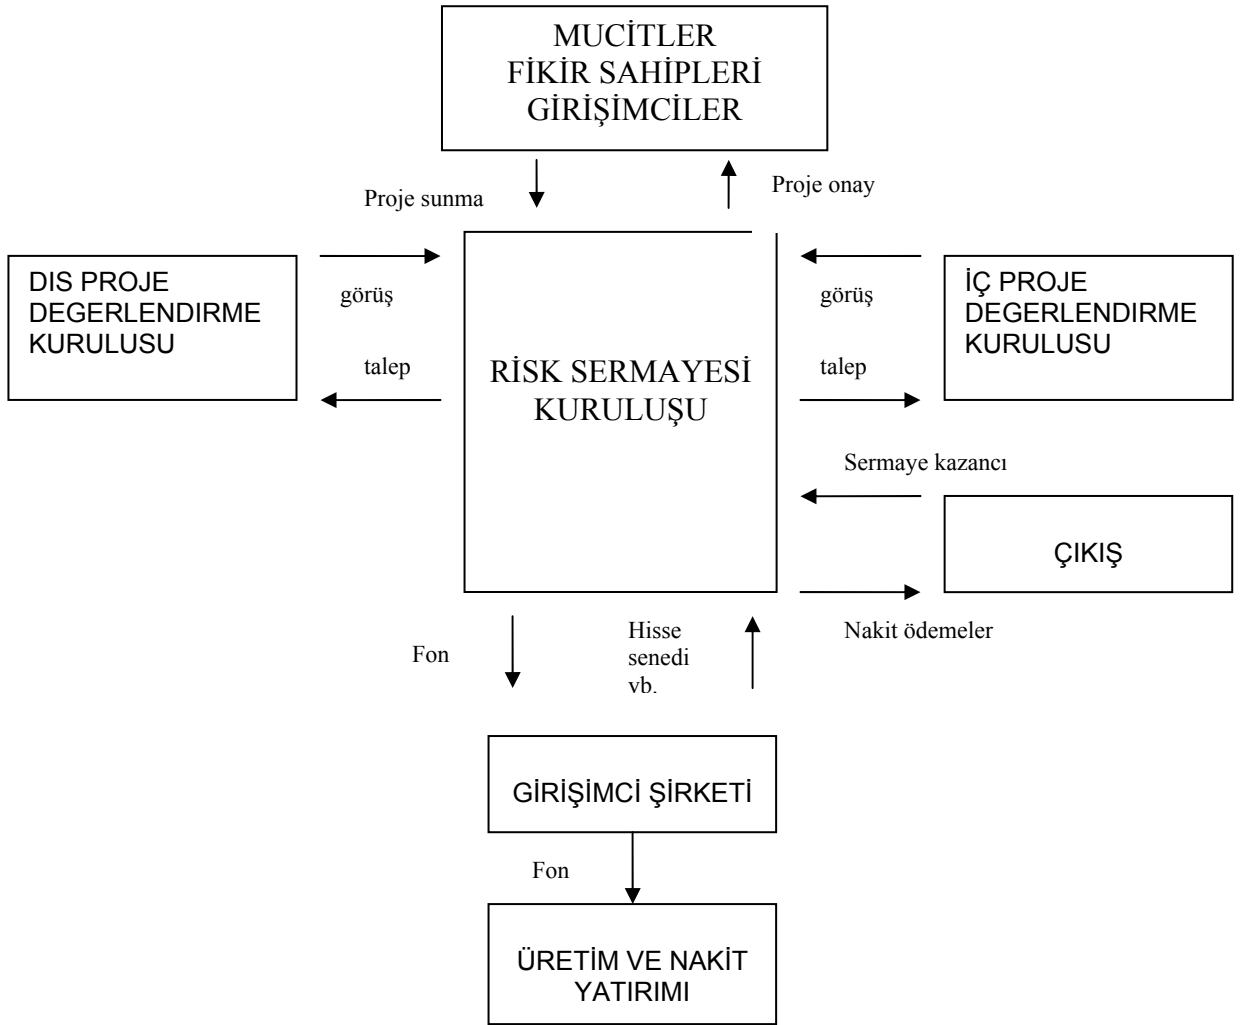 MUCİTLER
FİKİR SAHİPLERİ
GİRİŞİMCİLER
Proje sunma
Proje onay
DIS PROJE
DEGERLENDIRME
KURULUSU
görüş
talep
RİSK SERMAYESİ
KURULUŞU
görüş
talep
İÇ PROJE
DEGERLENDIRME
KURULUSU
Sermaye kazancı
ÇIKIŞ
Nakit ödemeler
Fon
Hisse
senedi
vb.
GİRİŞİMCİ ŞİRKETİ
Fon
ÜRETİM VE NAKİT
YATIRIMI